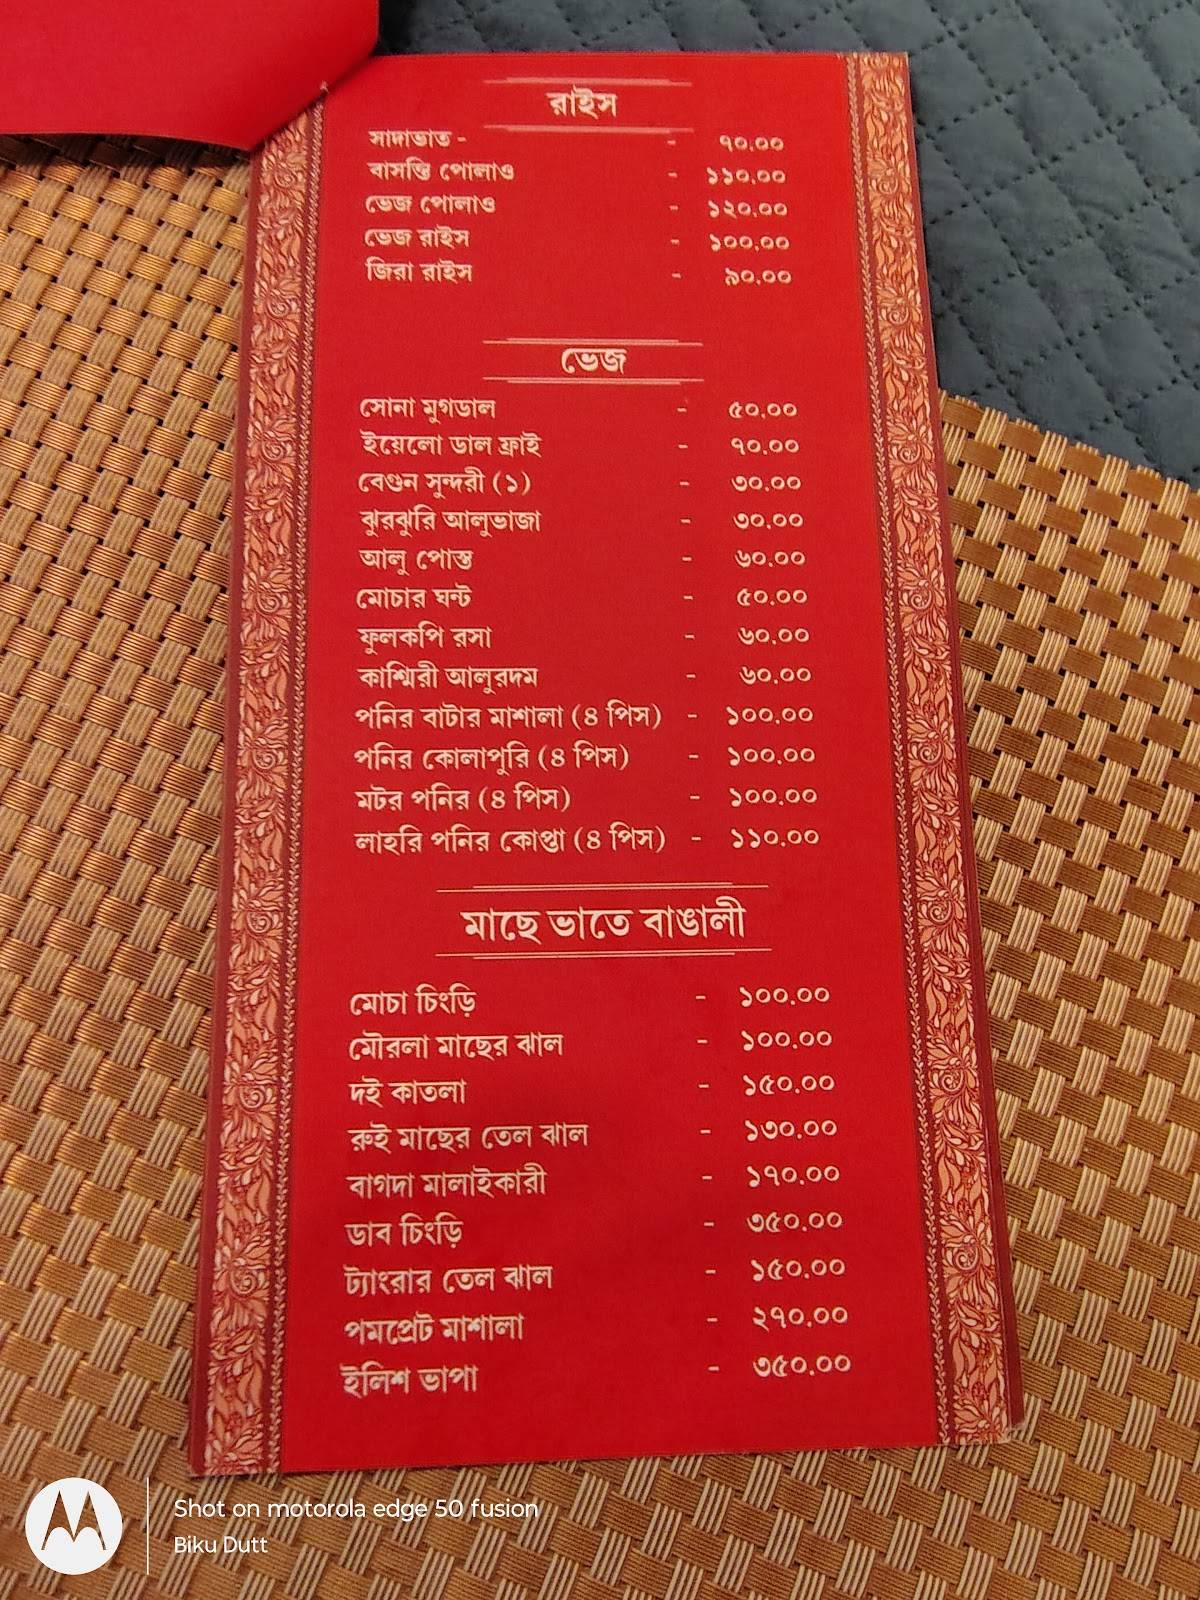 রাইস
সাদাভাত - - ৭০.০০
বাসন্তি পোলাও - ১১০.০০
ভেজ পোলাও - ১২০.০০
ভেজ রাইস - ১০০.০০
জিরা রাইস - ৯০.০০
ভেজ
সোনা মুগডাল - ৫০.০০
ইয়েলো ডাল ফ্রাই - ৭০.০০
বেগুন সুন্দরী (১) - ৩০.০০
ঝুরঝুরি আলুভাজা - ৩০.০০
আলু পোস্ত - ৬০.০০
মোচার ঘন্ট - ৫০.০০
ফুলকপি রসা - ৬০.০০
কাশ্মিরী আলুরদম - ৬০.০০
পনির বাটার মাশালা (৪ পিস) - ১০০.০০
পনির কোলাপুরি (৪ পিস) - ১০০.০০
মটর পনির (৪ পিস) - ১০০.০০
লাহরি পনির কোপ্তা (৪ পিস) - ১১০.০০
মাছে ভাতে বাঙালী
মোচা চিংড়ি - ১০০.০০
মৌরলা মাছের ঝাল - ১০০.০০
দই কাতলা - ১৫০.০০
রুই মাছের তেল ঝাল - ১৩০.০০
বাগদা মালাইকারী - ১৭০.০০
ডাব চিংড়ি - ৩৫০.০০
ট্যাংরার তেল ঝাল - ১৫০.০০
পমপ্রেট মাশালা - ২৭০.০০
ইলিশ ভাপা - ৩৫০.০০
Shot on motorola edge 50 fusion
Biku Dutt